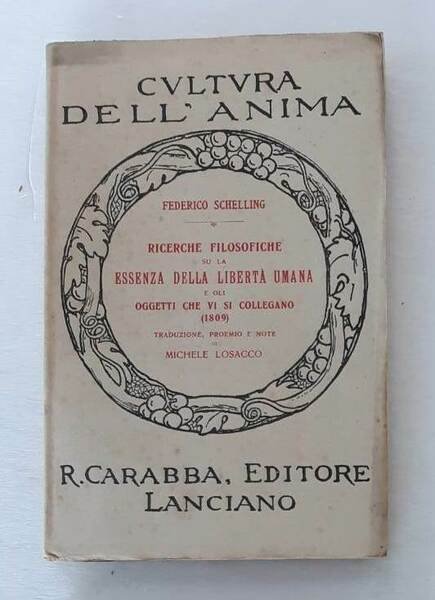 CVLTVRA
DELL'ANIMA
FEDERICO SCHELLING
RICERCHE FILOSOFICHE
SU LA
ESSENZA DELLA LIBERTÀ UMANA
E GLI
OGGETTI CHE VI SI COLLEGANO
(1809)
TRADUZIONE, PROEMIO E NOTE
DI
MICHELE LOSACCO
R. CARABBA, EDITORE
LANCIANO